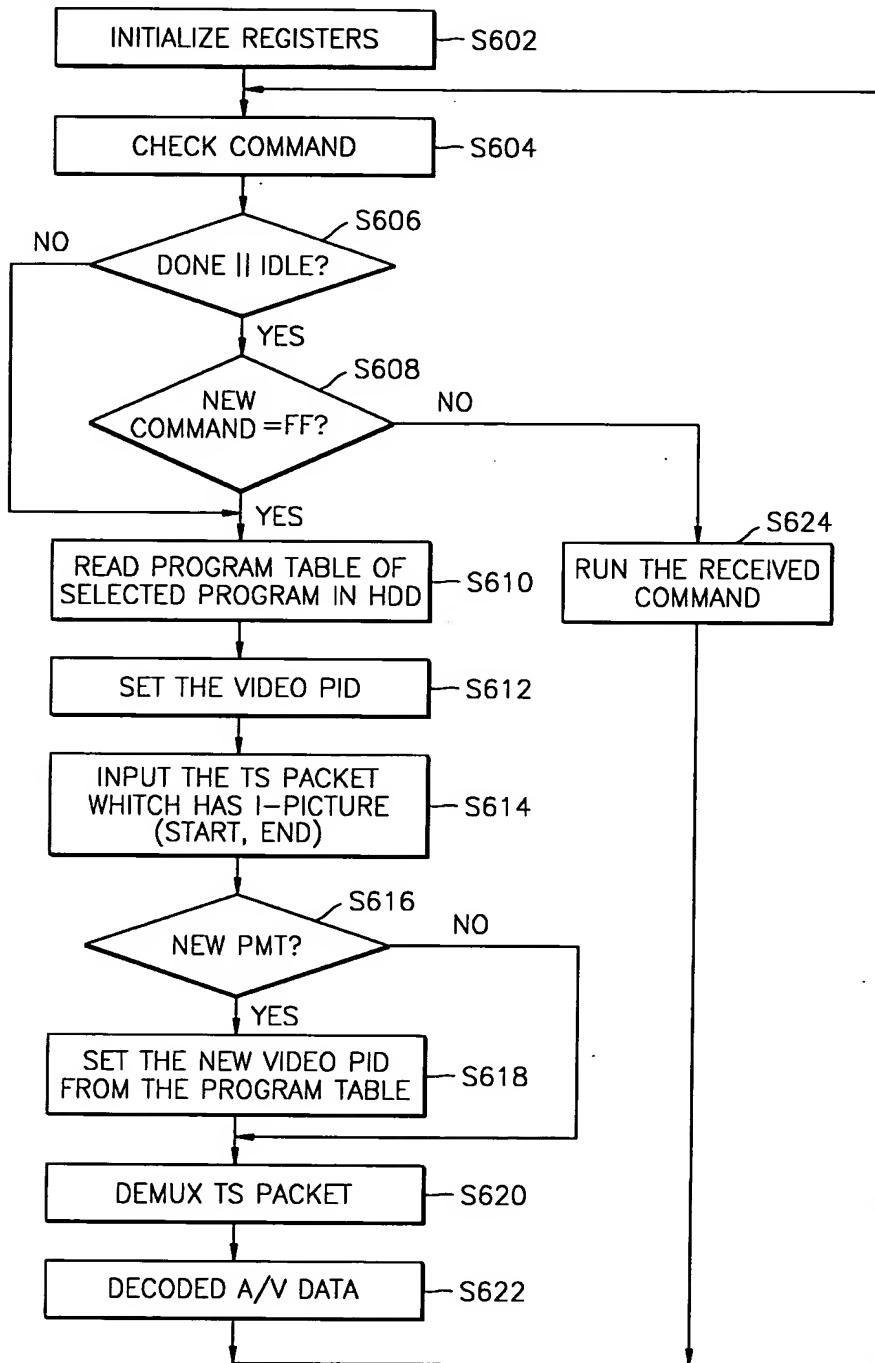 INITIALIZE REGISTERS
S602
CHECK COMMAND
S604
S606
NO
DONE || IDLE?
YES
S608
NEW
COMMAND =FF?
NO
YES
S624
READ PROGRAM TABLE OF
SELECTED PROGRAM IN HDD
S610
RUN THE RECEIVED
COMMAND
SET THE VIDEO PID
S612
INPUT THE TS PACKET
WHITCH HAS I-PICTURE
(START, END)
S614
S616
NEW PMT?
NO
YES
SET THE NEW VIDEO PID
FROM THE PROGRAM TABLE
S618
DEMUX TS PACKET
S620
DECODED A/V DATA
S622